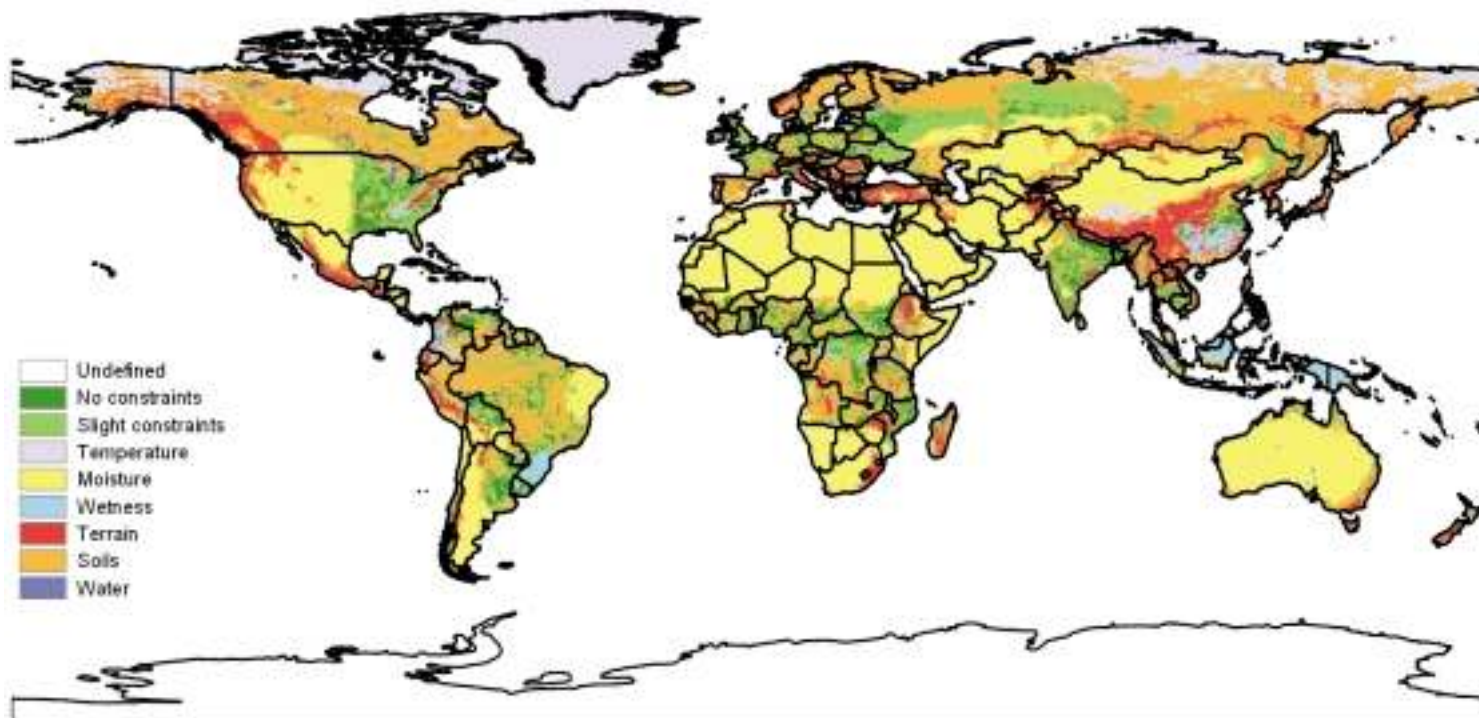 Undefined
No constraints
Slight constraints
Temperature
Moisture
Wetness
Terrain
Soils
Water